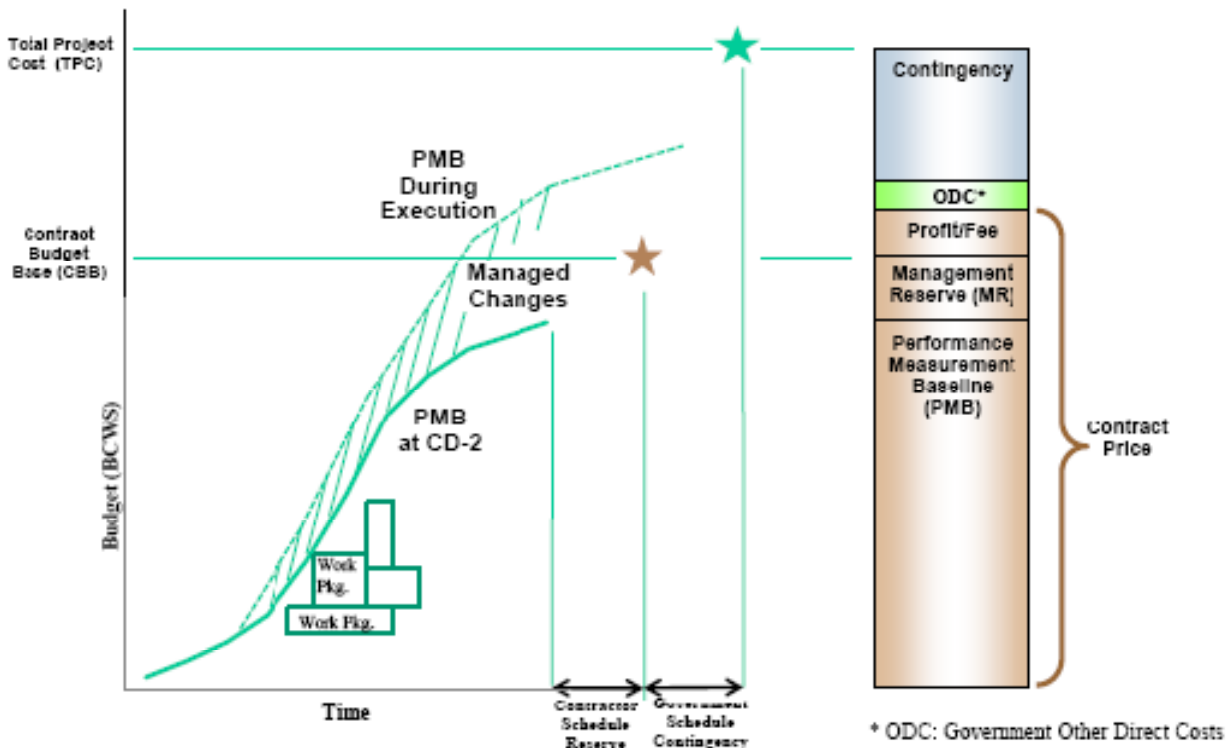 Total Project
Cost (TPC)
Contingency
PMB
During
Execution
ODC*
Contract
Budget
Base (CBB)
Profit/Fee
Managed
Changes
Management
Reserve (MR)
Performance
Measurement
Baseline
(PMB)
PMB
at CD-2
Contract
Price
Budget (BCWS)
Work
Pkg.
Work Pkg.
Time
Contractor
Schedule
Reserve
Government
Schedule
Contingency
* ODC: Government Other Direct Costs